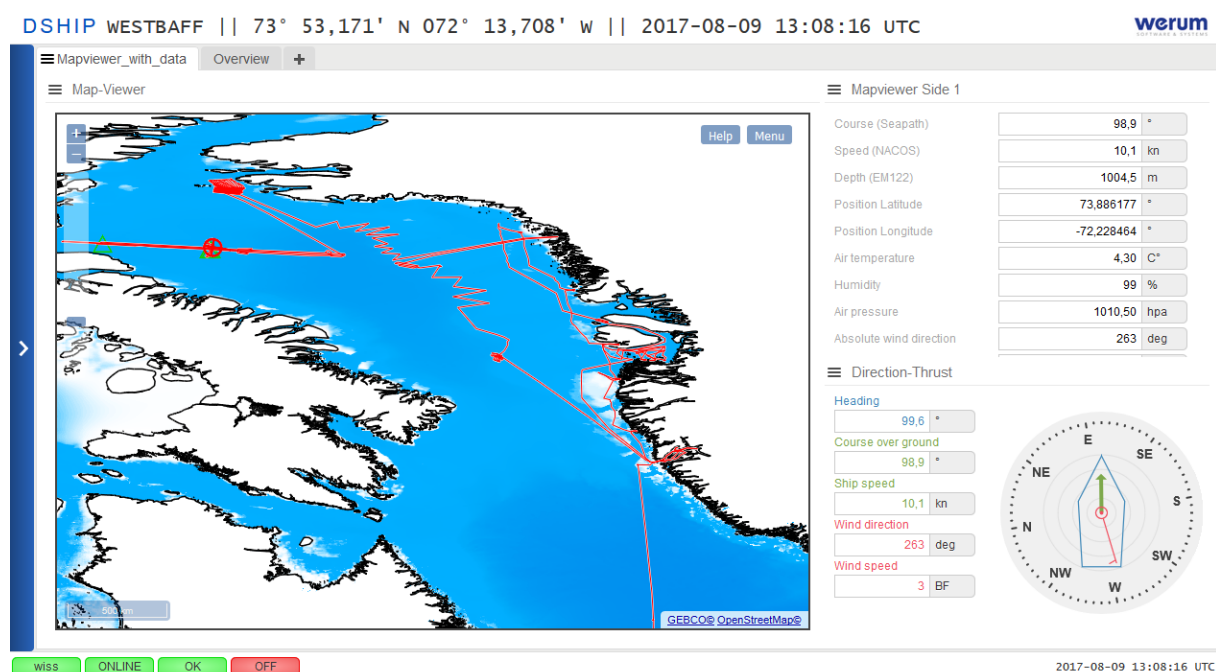 DSHIP WESTBAFF || 73° 53,171' N 072° 13,708' W || 2017-08-09 13:08:16 UTC
werum
SOFTWARE & SYSTEMS
Mapviewer_with_data Overview +
Map-Viewer
+
−
Help Menu
500 km
GEBCO© OpenStreetMap©
Mapviewer Side 1
Course (Seapath) 98,9 °
Speed (NACOS) 10,1 kn
Depth (EM122) 1004,5 m
Position Latitude 73,886177 °
Position Longitude -72,228464 °
Air temperature 4,30 C°
Humidity 99 %
Air pressure 1010,50 hpa
Absolute wind direction 263 deg
Direction-Thrust
Heading
99,6 °
Course over ground
98,9 °
Ship speed
10,1 kn
Wind direction
263 deg
Wind speed
3 BF
E
NE SE
N S
NW SW
W
wiss ONLINE OK OFF
2017-08-09 13:08:16 UTC